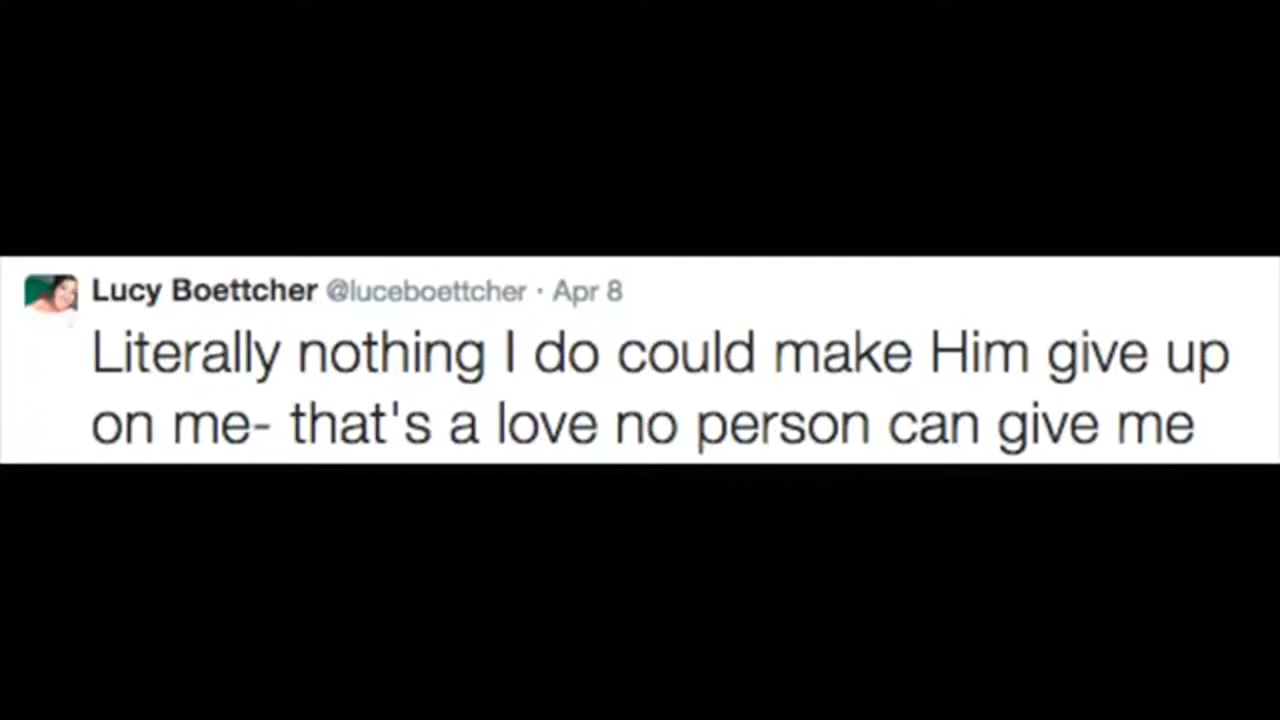 Lucy Boettcher @luceboettcher · Apr 8
Literally nothing I do could make Him give up
on me- that's a love no person can give me